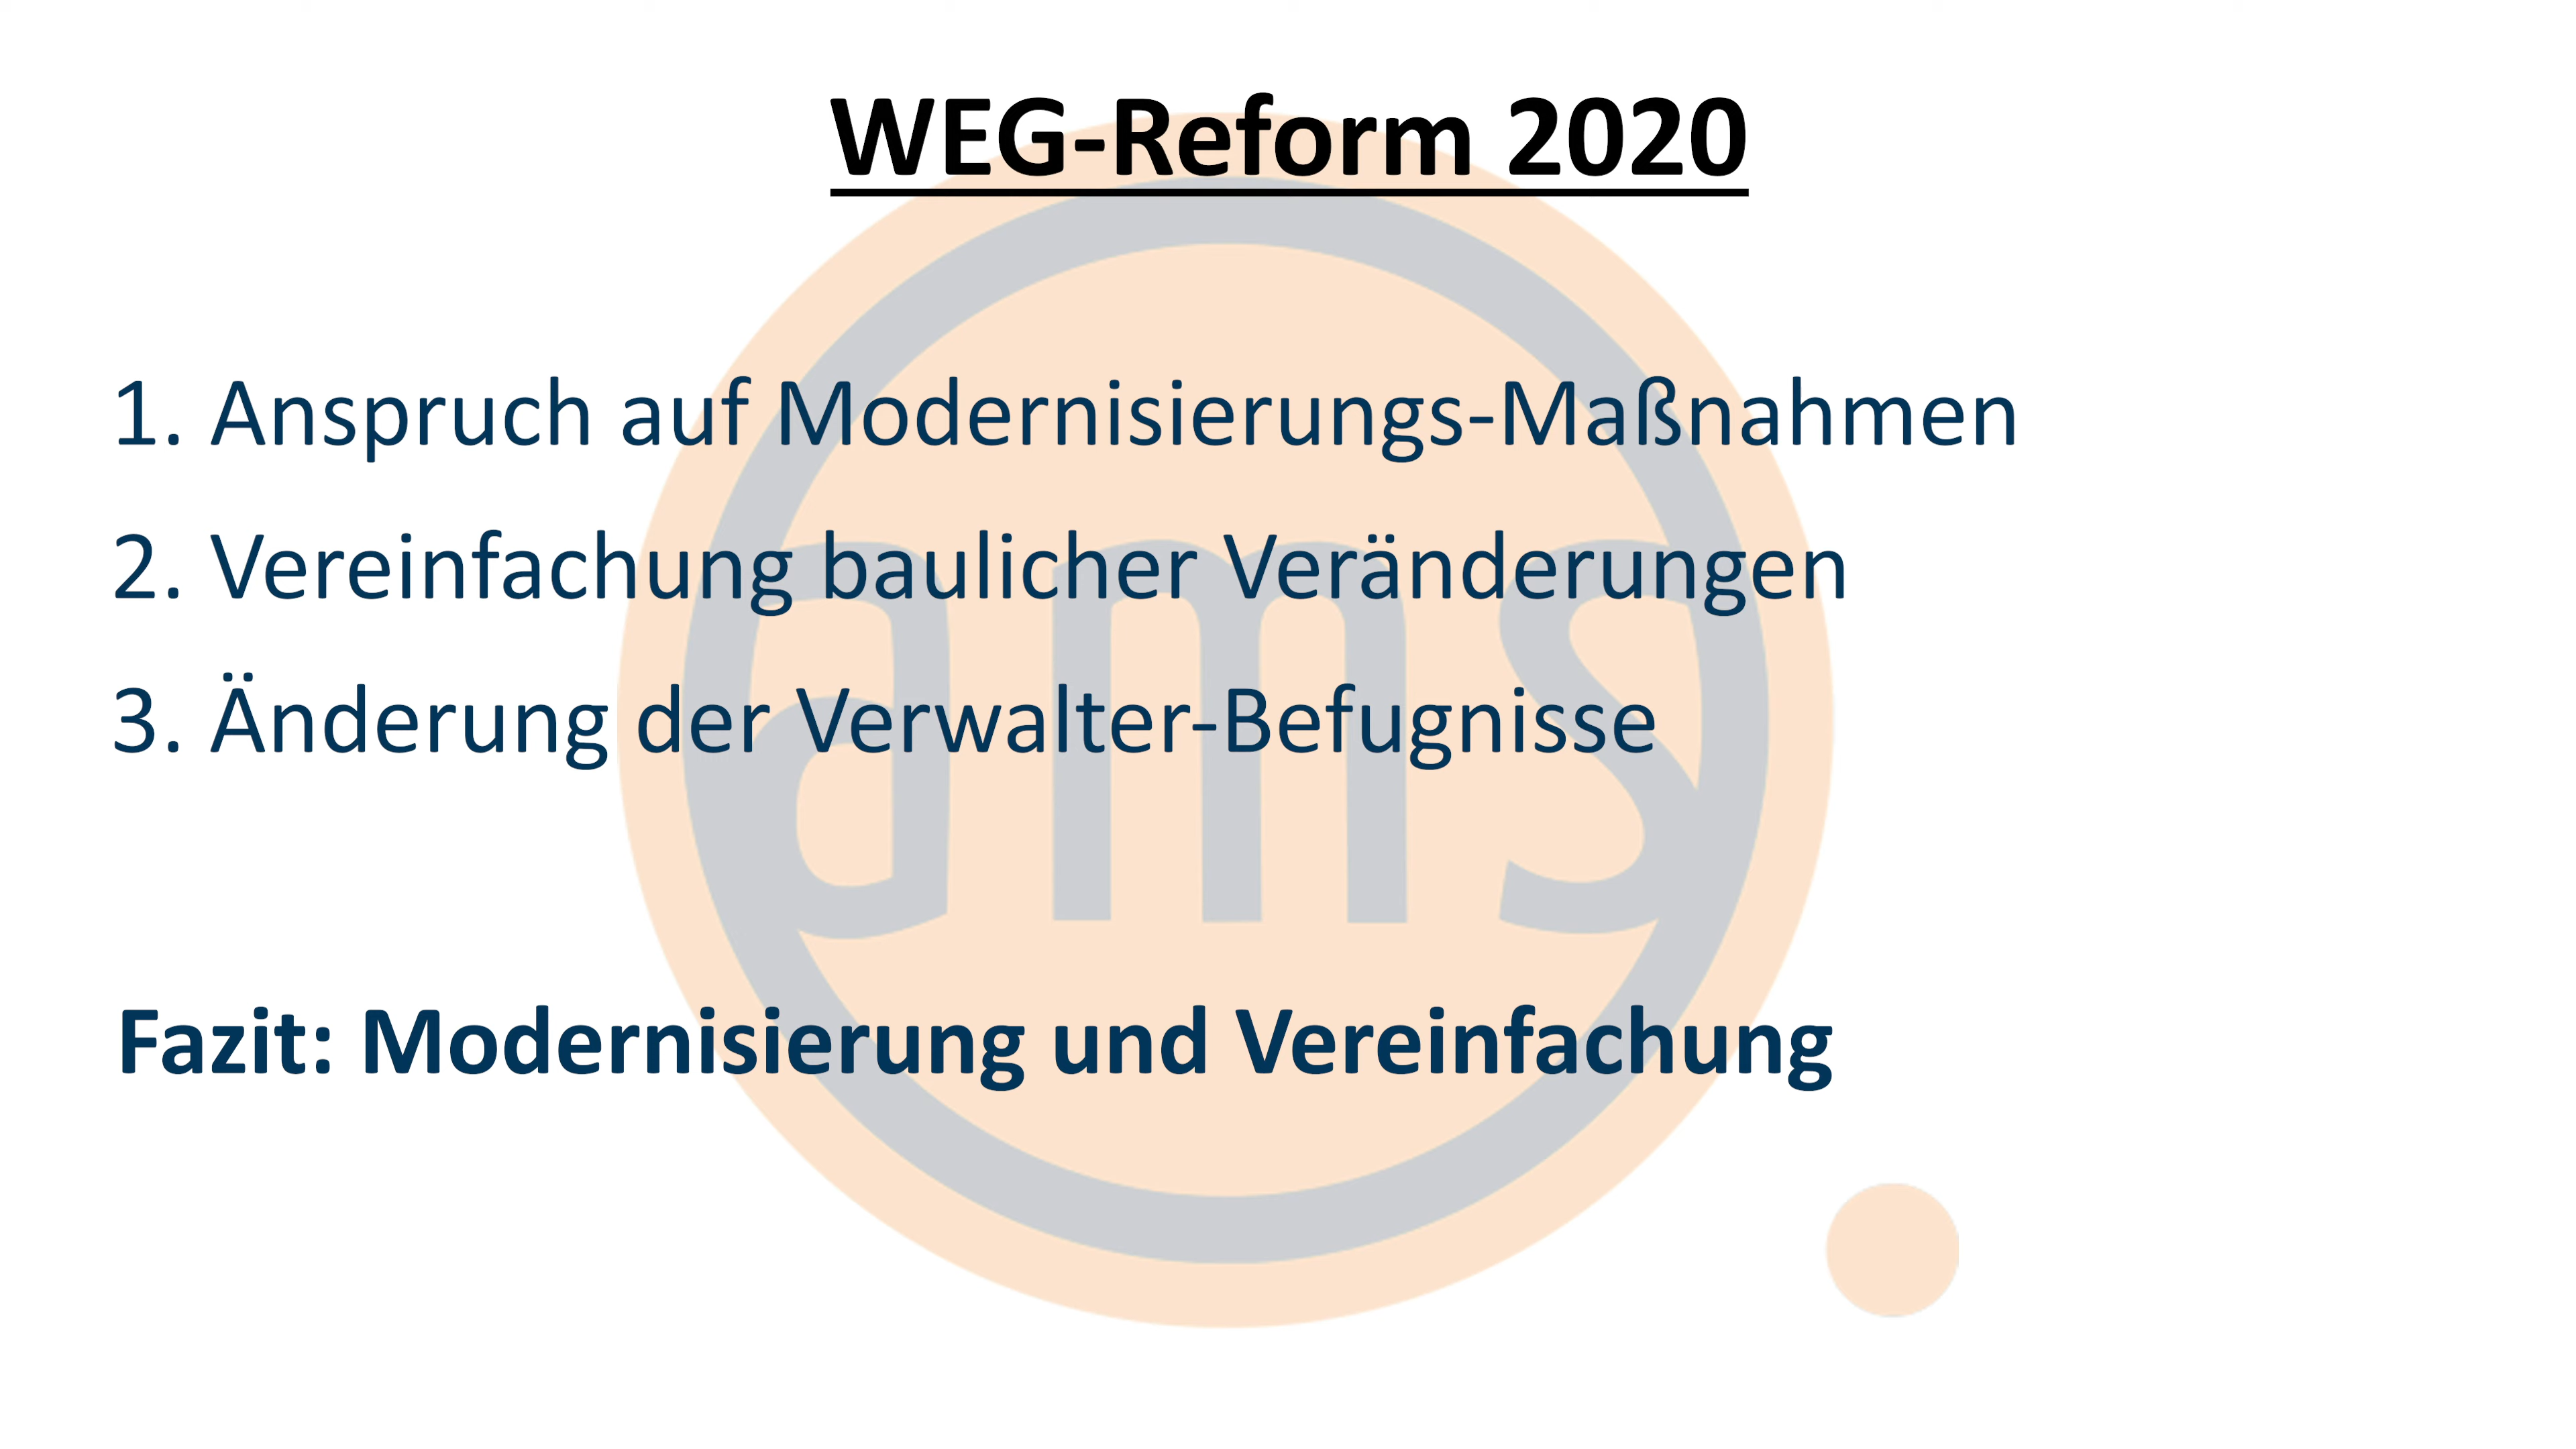 WEG-Reform 2020
1. Anspruch auf Modernisierungs-Maßnahmen
2. Vereinfachung baulicher Veränderungen
3. Änderung der Verwalter-Befugnisse
ams
Fazit: Modernisierung und Vereinfachung